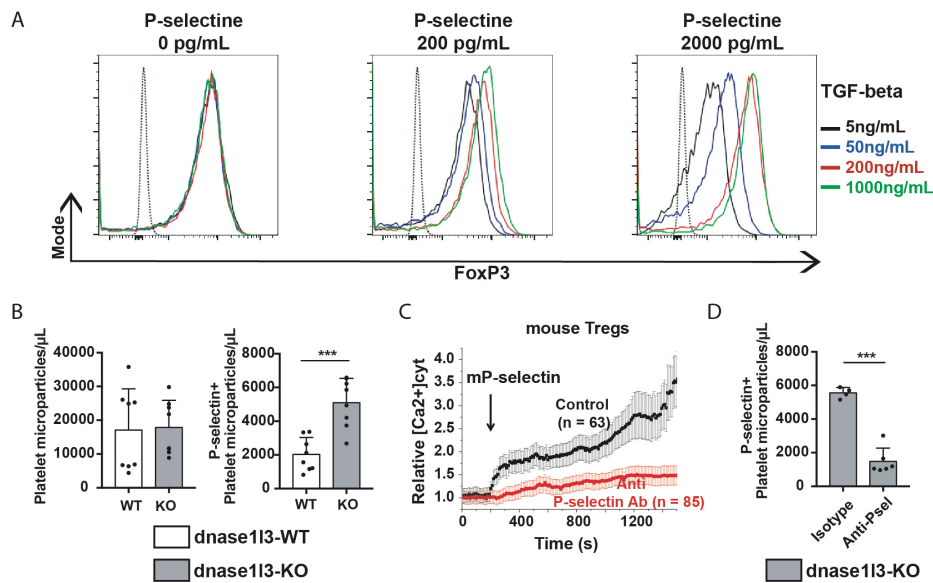 A
P-selectine
0 pg/mL
P-selectine
200 pg/mL
P-selectine
2000 pg/mL
TGF-beta
5ng/mL
50ng/mL
200ng/mL
1000ng/mL
Mode
FoxP3
B
Platelet microparticles/µL
40000
30000
20000
10000
0
WT
KO
P-selectin+
Platelet microparticles/µL
8000
6000
4000
2000
0
***
WT
KO
dnase1l3-WT
dnase1l3-KO
C
mouse Tregs
Relative [Ca2+]cyt
4.0
3.5
3.0
2.5
2.0
1.5
1.0
mP-selectin
Control
(n = 63)
Anti
P-selectin Ab (n = 85)
0
400
800
1200
Time (s)
D
P-selectin+
Platelet microparticles/µL
8000
6000
4000
2000
0
***
Isotype
Anti-Psel
dnase1l3-KO